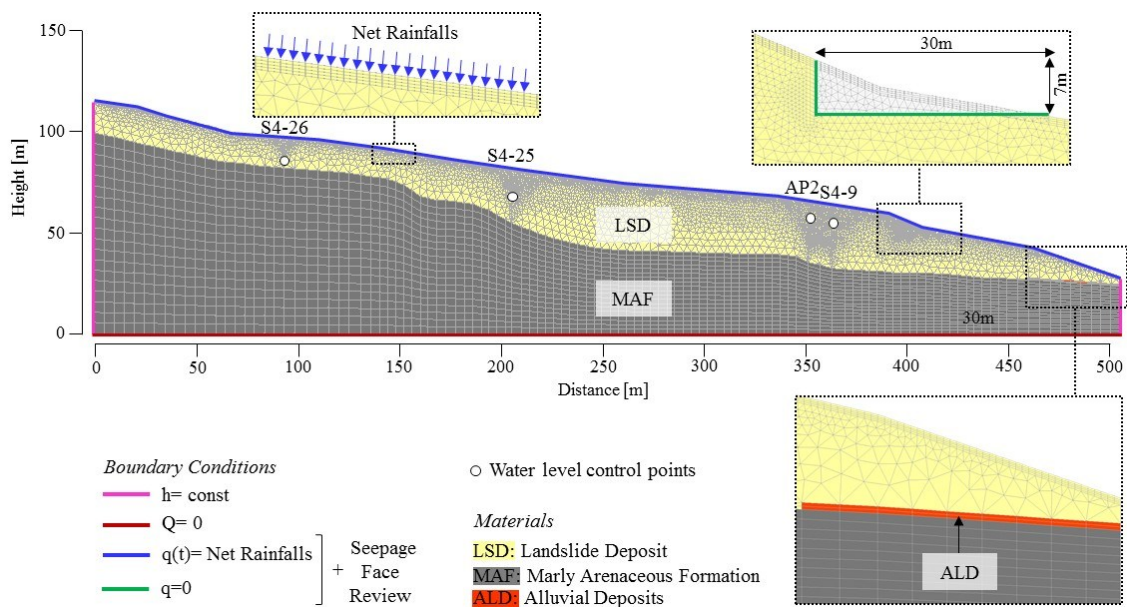 150
100
50
0
Height [m]
Net Rainfalls
30m
7m
S4-26
S4-25
AP2
S4-9
LSD
MAF
30m
0
50
100
150
200
250
300
350
400
450
500
Distance [m]
Boundary Conditions
h= const
Q= 0
q(t)= Net Rainfalls
q=0
+
Seepage
Face
Review
Water level control points
Materials
LSD: Landslide Deposit
MAF: Marly Arenaceous Formation
ALD: Alluvial Deposits
ALD